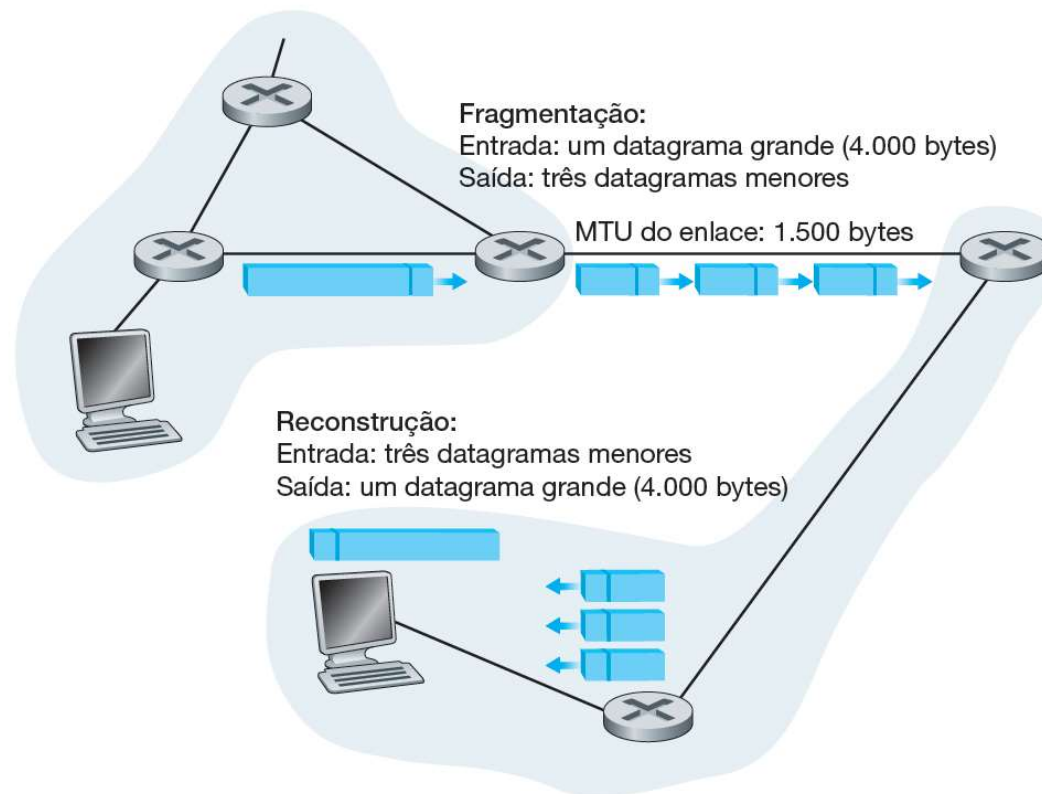 Fragmentação:
Entrada: um datagrama grande (4.000 bytes)
Saída: três datagramas menores
MTU do enlace: 1.500 bytes
Reconstrução:
Entrada: três datagramas menores
Saída: um datagrama grande (4.000 bytes)